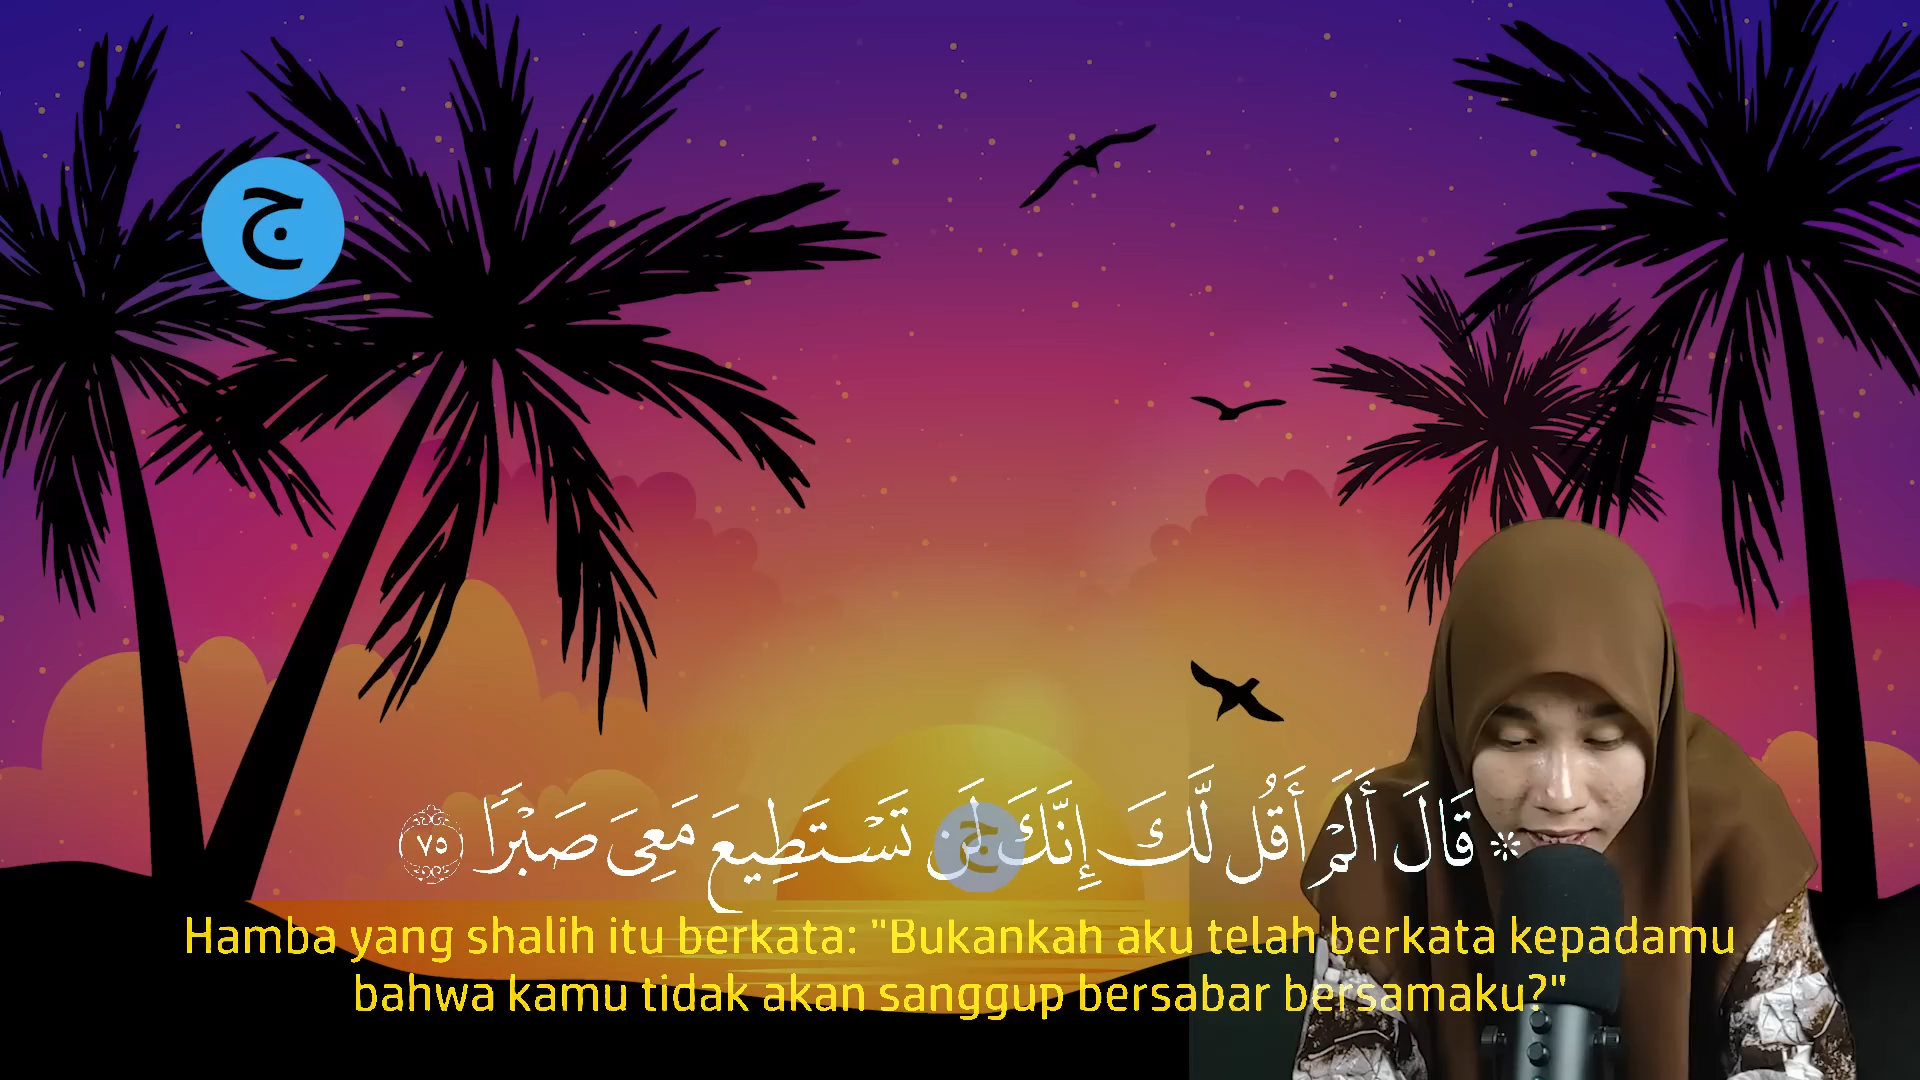 ج
۞ قَالَ أَلَمْ أَقُل لَّكَ إِنَّكَ لَن تَسْتَطِيعَ مَعِىَ صَبْرًا ٧٥
ج
Hamba yang shalih itu berkata: "Bukankah aku telah berkata kepadamu
bahwa kamu tidak akan sanggup bersabar bersamaku?"